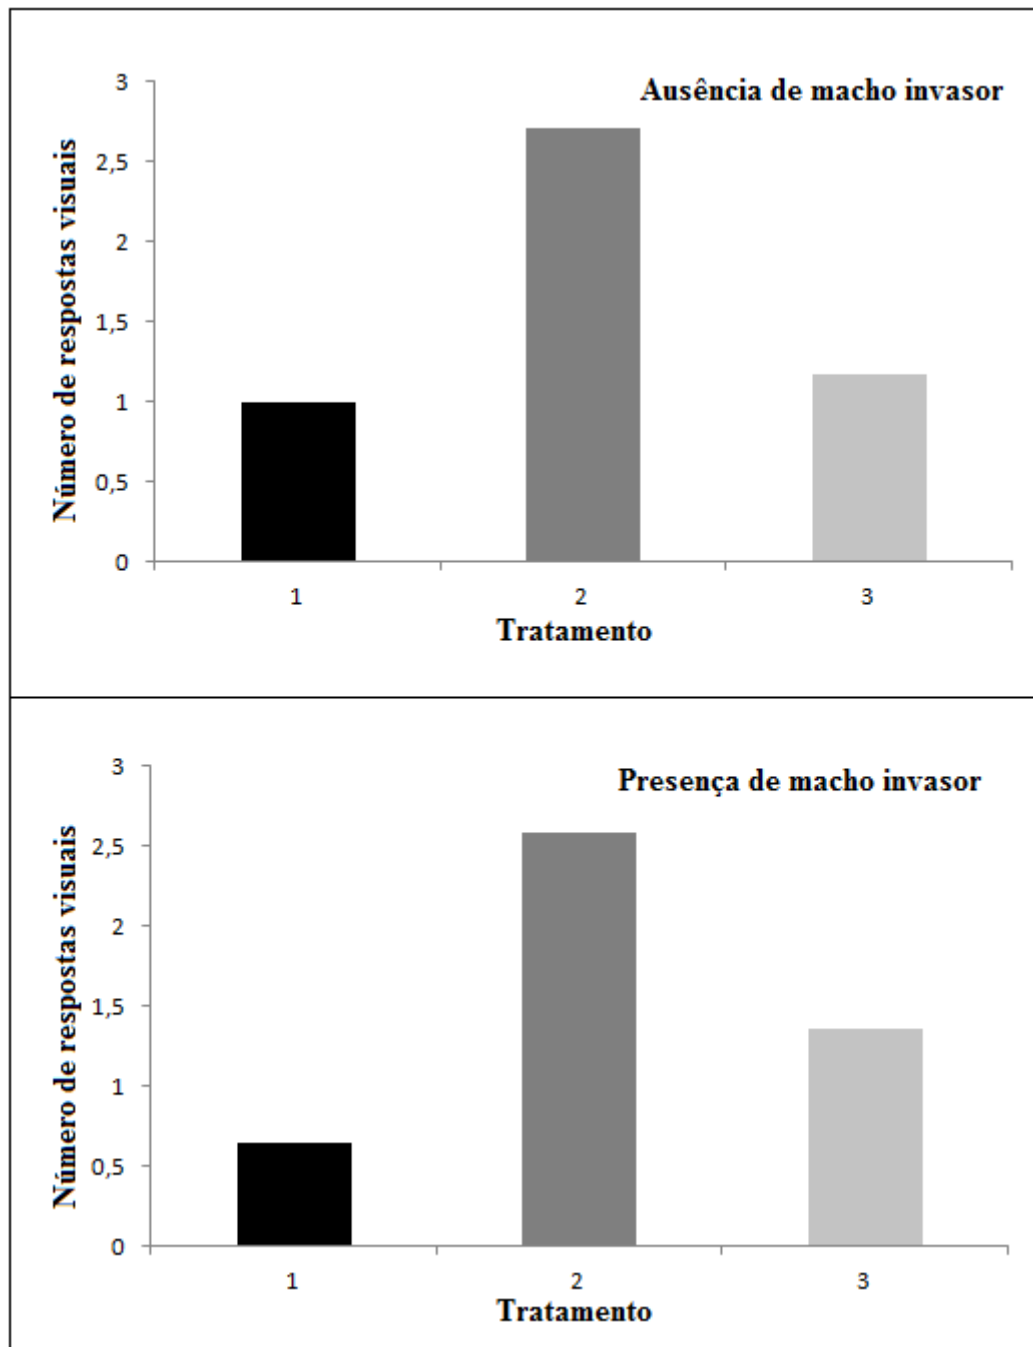 Ausência de macho invasor
Número de respostas visuais
3
2,5
2
1,5
1
0,5
0
1 2 3
Tratamento
Presença de macho invasor
Número de respostas visuais
3
2,5
2
1,5
1
0,5
0
1 2 3
Tratamento